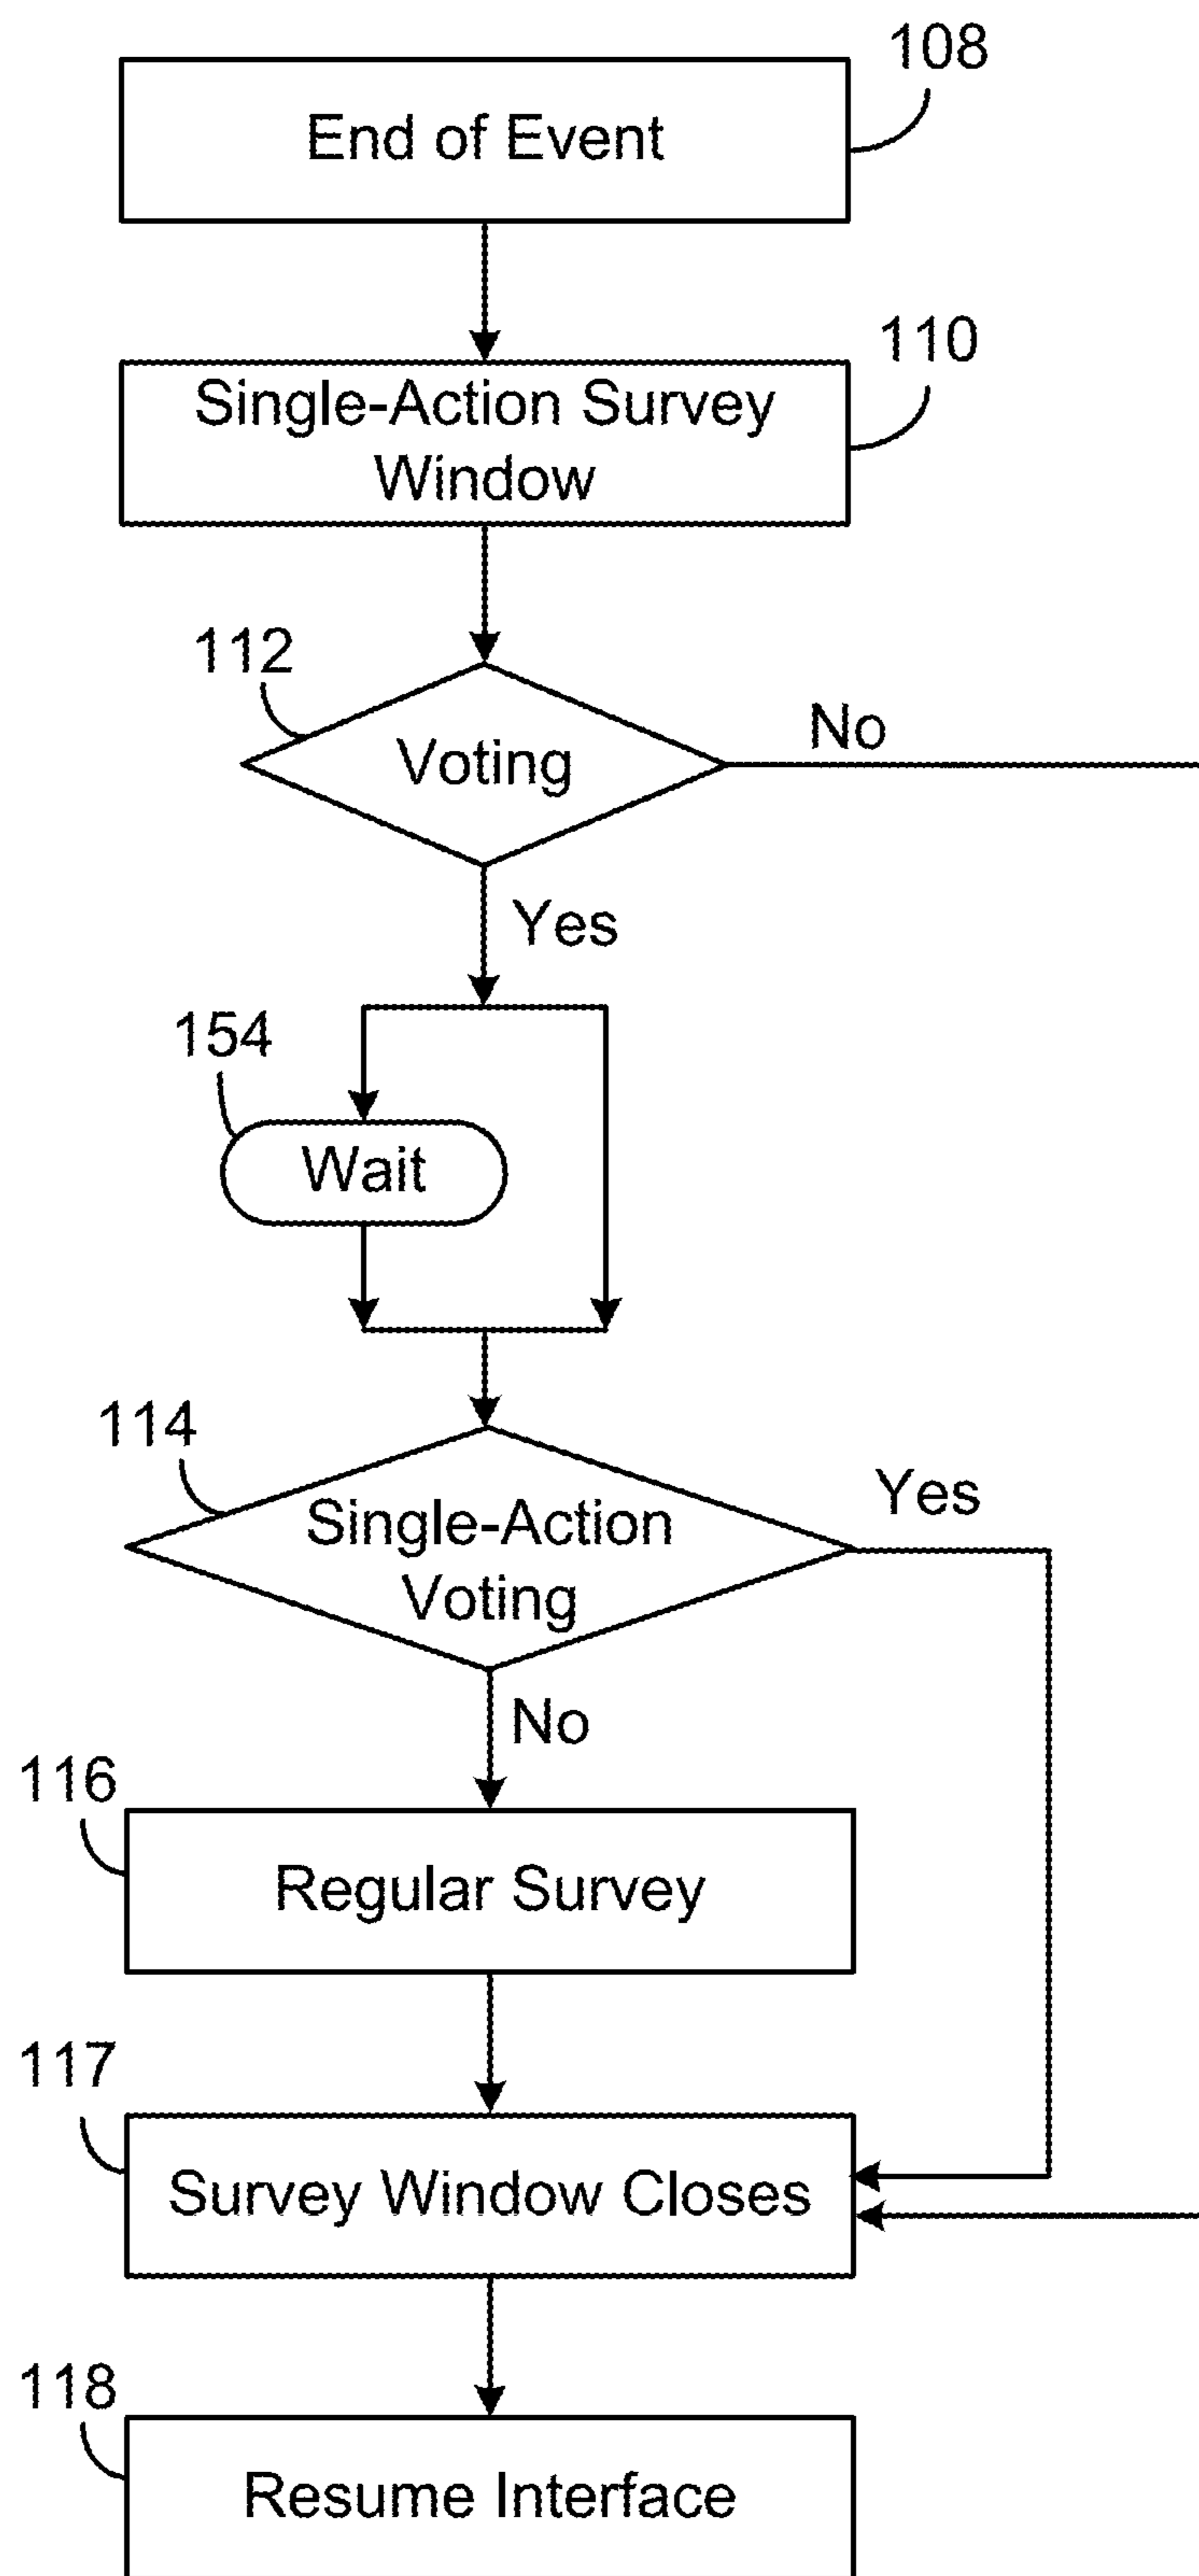 108
End of Event
110
Single-Action Survey
Window
112
Voting
No
Yes
154
Wait
114
Single-Action
Voting
Yes
No
116
Regular Survey
117
Survey Window Closes
118
Resume Interface